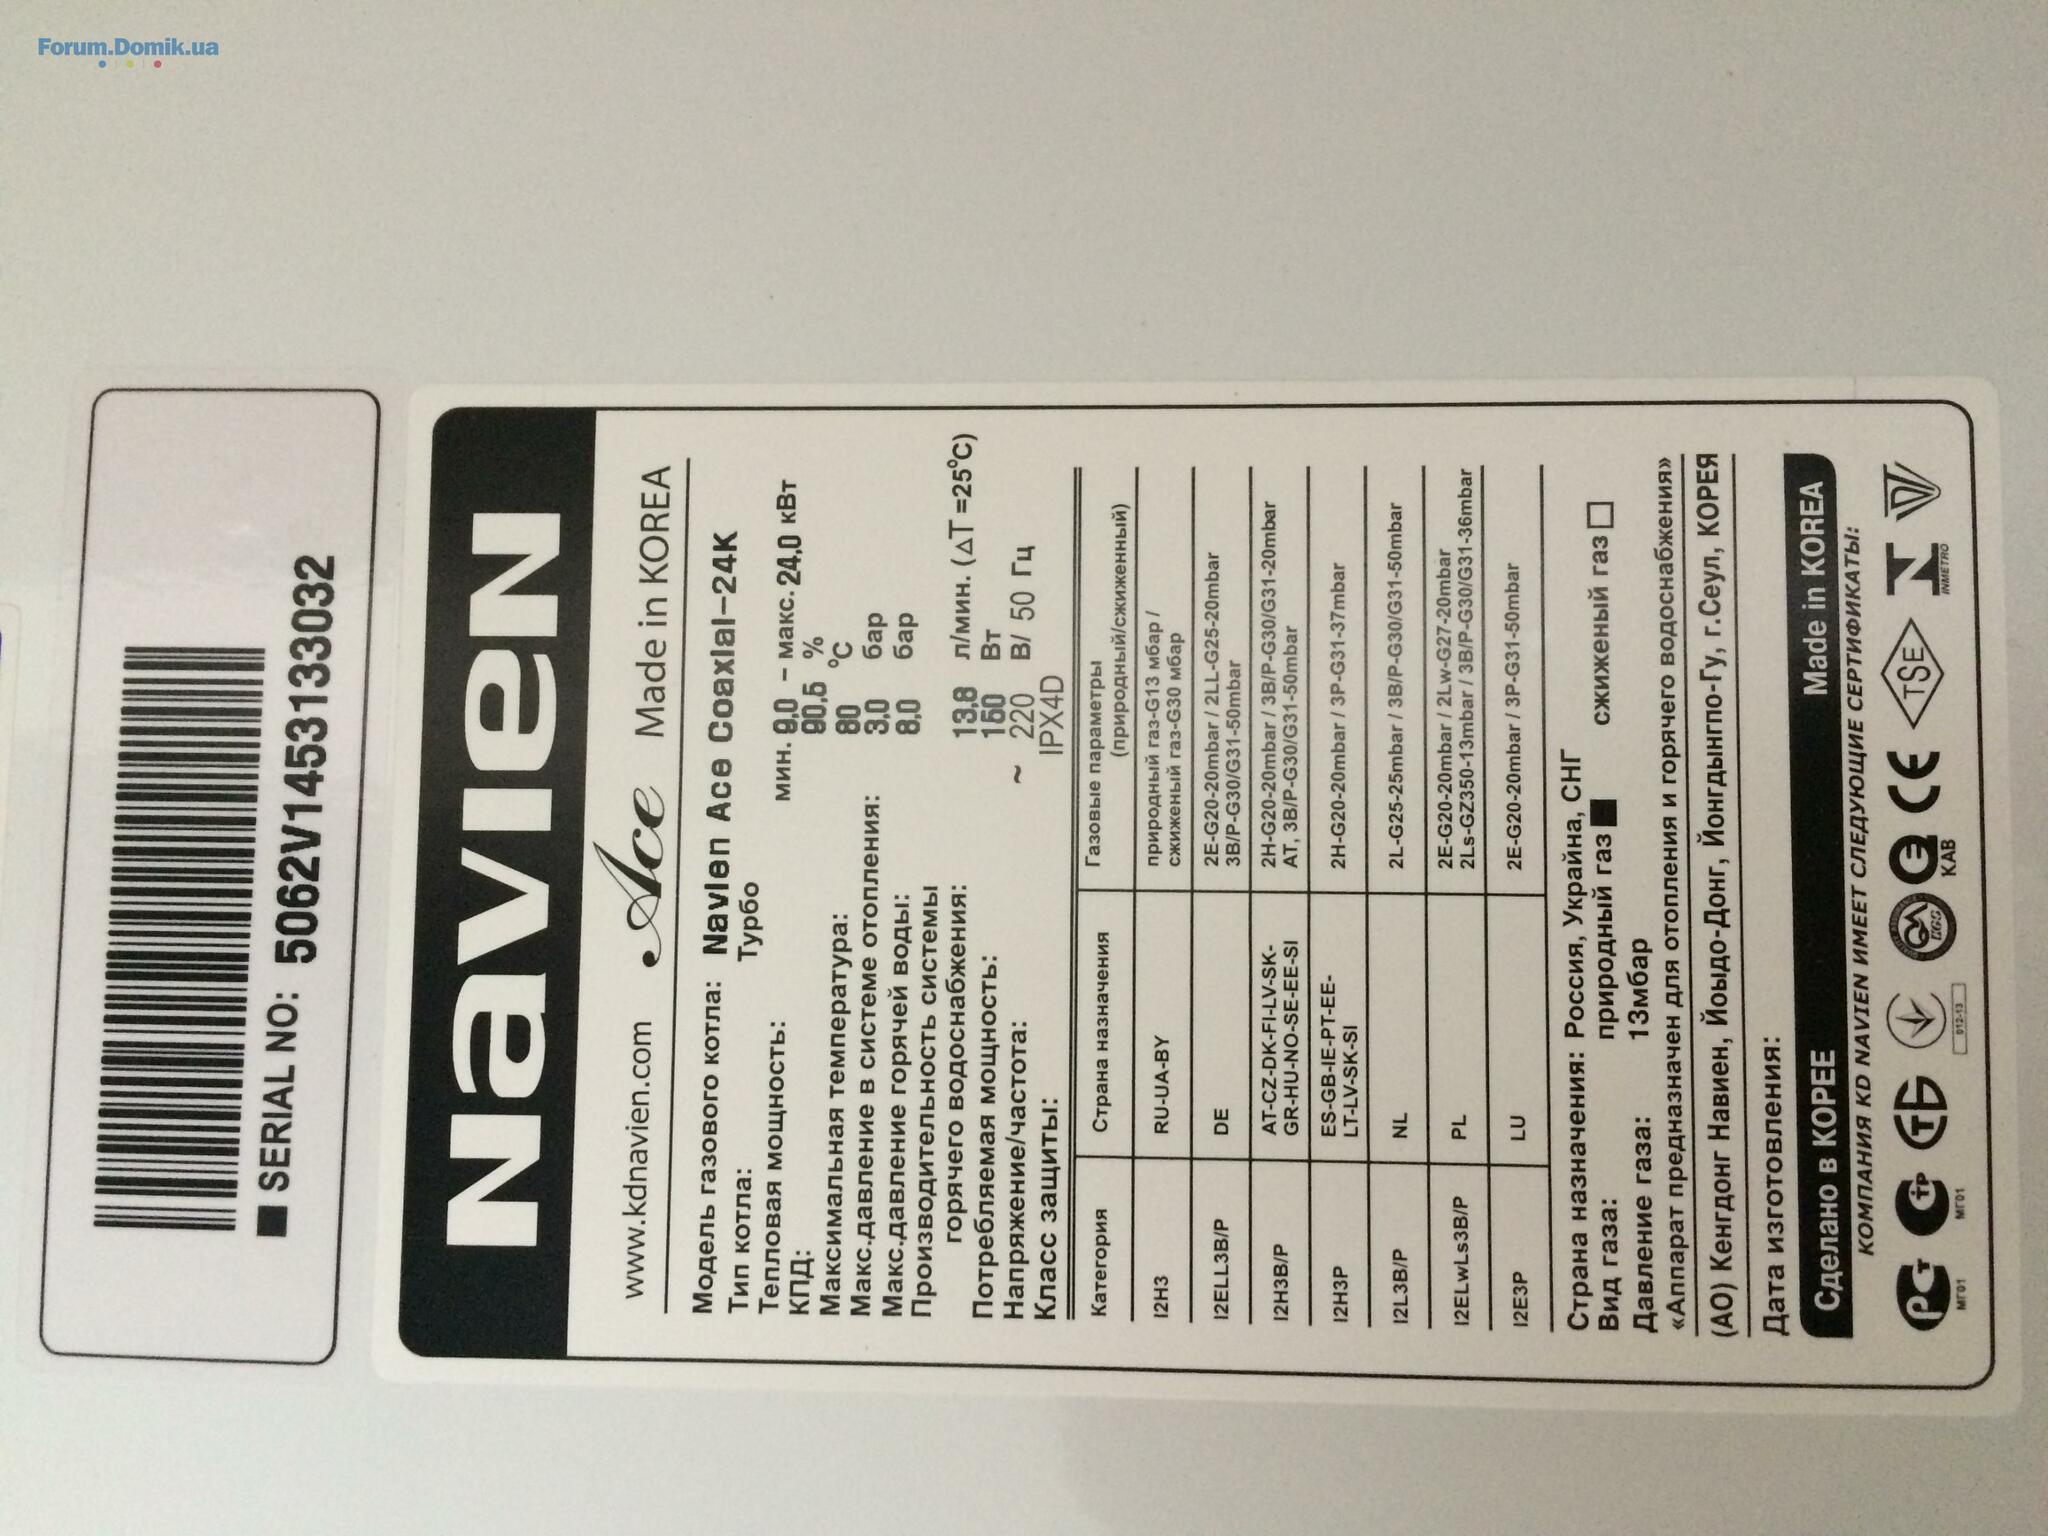 Forum.Domik.ua
SERIAL NO: 5062V1453133032
NaviEN
www.kdnavien.com Ace Made in KOREA
Модель газового котла: Navien Ace Coaxial-24K
Тип котла: Турбо
Тепловая мощность: мин. 9,0 – макс. 24,0 кВт
КПД: 90,5 %
Максимальная температура: 80 °C
Макс.давление в системе отопления: 3,0 бар
Макс.давление горячей воды: 8,0 бар
Производительность системы
горячего водоснабжения: 13,8 л/мин. (△T =25°C)
Потребляемая мощность: 150 Вт
Напряжение/частота: ~ 220 В/ 50 Гц
Класс защиты: IPX4D
Категория Страна назначения Газовые параметры
(природный/сжиженный)
I2H3 RU-UA-BY природный газ-G13 мбар /
сжиженый газ-G30 мбар
I2ELL3B/P DE 2E-G20-20mbar / 2LL-G25-20mbar
3B/P-G30/G31-50mbar
I2H3B/P AT-CZ-DK-FI-LV-SK- 2H-G20-20mbar / 3B/P-G30/G31-20mbar
GR-HU-NO-SE-EE-SI AT, 3B/P-G30/G31-50mbar
I2H3P ES-GB-IE-PT-EE- 2H-G20-20mbar / 3P-G31-37mbar
LT-LV-SK-SI
I2L3B/P NL 2L-G25-25mbar / 3B/P-G30/G31-50mbar
I2ELwLs3B/P PL 2E-G20-20mbar / 2Lw-G27-20mbar
2Ls-GZ350-13mbar / 3B/P-G30/G31-36mbar
I2E3P LU 2E-G20-20mbar / 3P-G31-50mbar
Страна назначения: Россия, Украйна, СНГ
Вид газа: природный газ ■ сжиженый газ □
Давление газа: 13мбар
«Аппарат предназначен для отопления и горячего водоснабжения»
(АО) Кенгдонг Навиен, Йоыдо-Донг, Йонгдынгпо-Гу, г.Сеул, КОРЕЯ
Дата изготовления:
Сделано в КОРЕЕ Made in KOREA
КОМПАНИЯ KD NAVIEN ИМЕЕТ СЛЕДУЮЩИЕ СЕРТИФИКАТЫ:
PCT CTP CTB KGS CE TSE N
МГ01 МГ01 012-13 KAB INMETRO